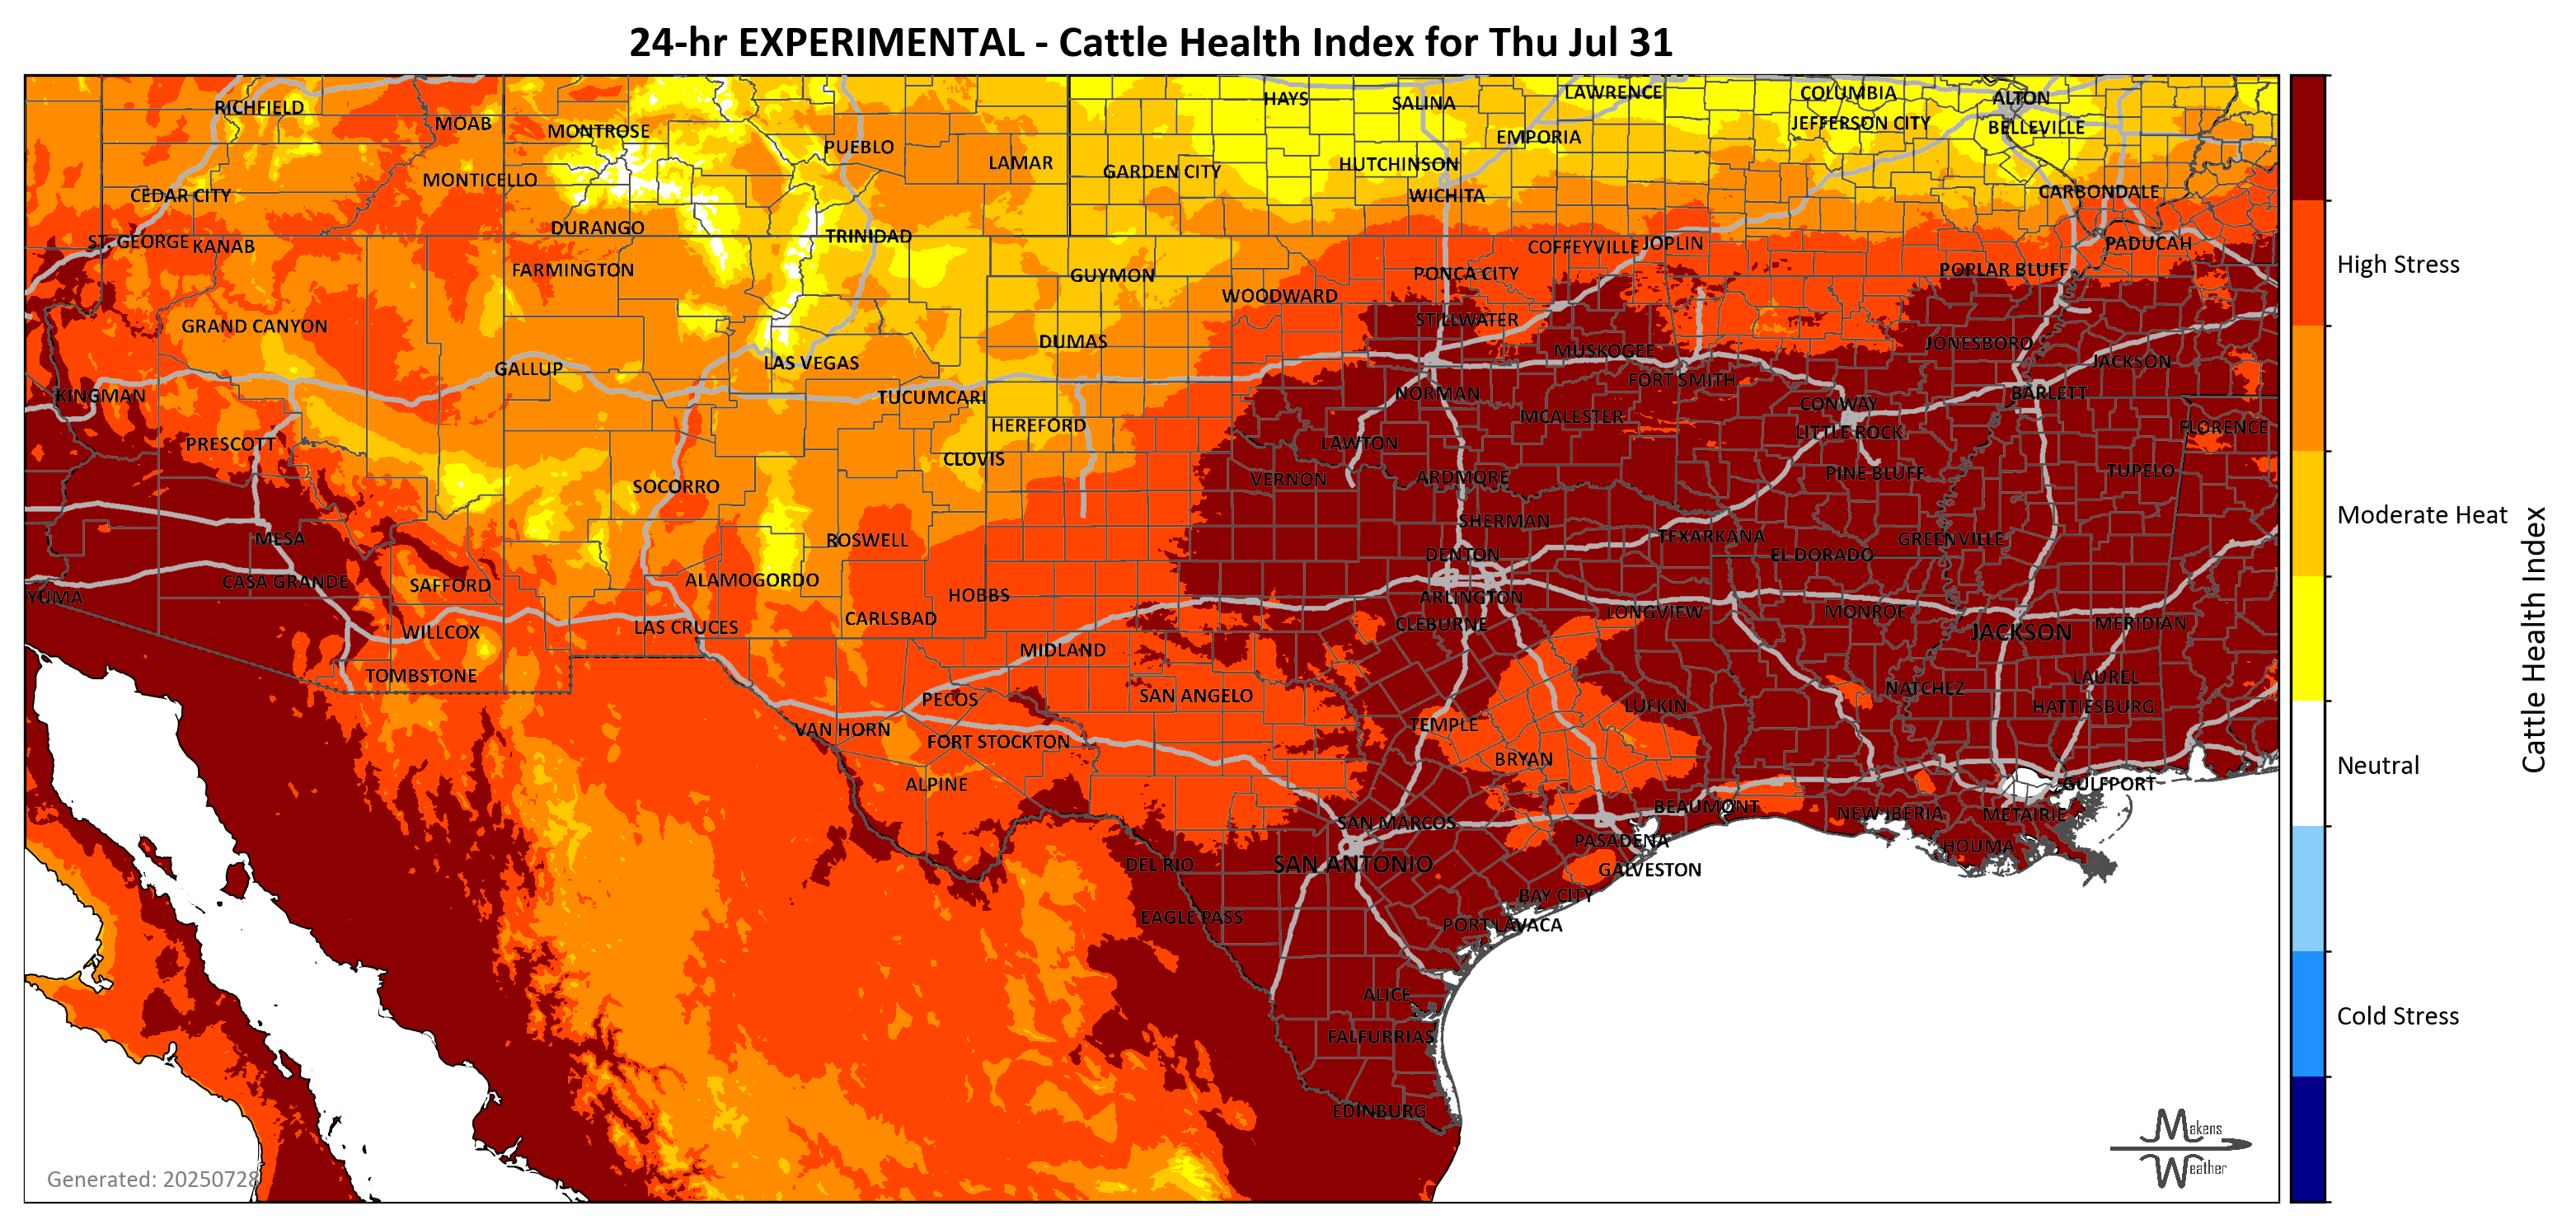 24-hr EXPERIMENTAL - Cattle Health Index for Thu Jul 31
RICHFIELD
MOAB
MONTROSE
PUEBLO
LAMAR
HAYS
SALINA
LAWRENCE
COLUMBIA
ALTON
JEFFERSON CITY
BELLEVILLE
EMPORIA
GARDEN CITY
HUTCHINSON
WICHITA
CARBONDALE
CEDAR CITY
MONTICELLO
DURANGO
TRINIDAD
ST. GEORGE
KANAB
FARMINGTON
GUYMON
WOODWARD
PONCA CITY
COFFEYVILLE
JOPLIN
POPLAR BLUFF
PADUCAH
High Stress
GRAND CANYON
DUMAS
STILLWATER
MUSKOGEE
JONESBORO
JACKSON
GALLUP
LAS VEGAS
KINGMAN
TUCUMCARI
NORMAN
FORT SMITH
BARLETT
CONWAY
MCALESTER
HEREFORD
LITTLE ROCK
FLORENCE
PRESCOTT
CLOVIS
LAWTON
VERNON
ARDMORE
PINE BLUFF
TUPELO
SOCORRO
Moderate Heat
MESA
ROSWELL
SHERMAN
TEXARKANA
GREENVILLE
DENTON
EL DORADO
CASA GRANDE
SAFFORD
ALAMOGORDO
YUMA
HOBBS
ARLINGTON
LONGVIEW
MONROE
CARLSBAD
CLEBURNE
MERIDIAN
WILLCOX
LAS CRUCES
JACKSON
MIDLAND
TOMBSTONE
LAUREL
PECOS
SAN ANGELO
NATCHEZ
LUFKIN
HATTIESBURG
VAN HORN
TEMPLE
FORT STOCKTON
BRYAN
Neutral
ALPINE
GULFPORT
BEAUMONT
NEW IBERIA
METAIRIE
SAN MARCOS
PASADENA
HOUMA
DEL RIO
SAN ANTONIO
GALVESTON
BAY CITY
EAGLE PASS
PORT LAVACA
ALICE
Cold Stress
FALFURRIAS
EDINBURG
Cattle Health Index
Makens
Weather
Generated: 20250728